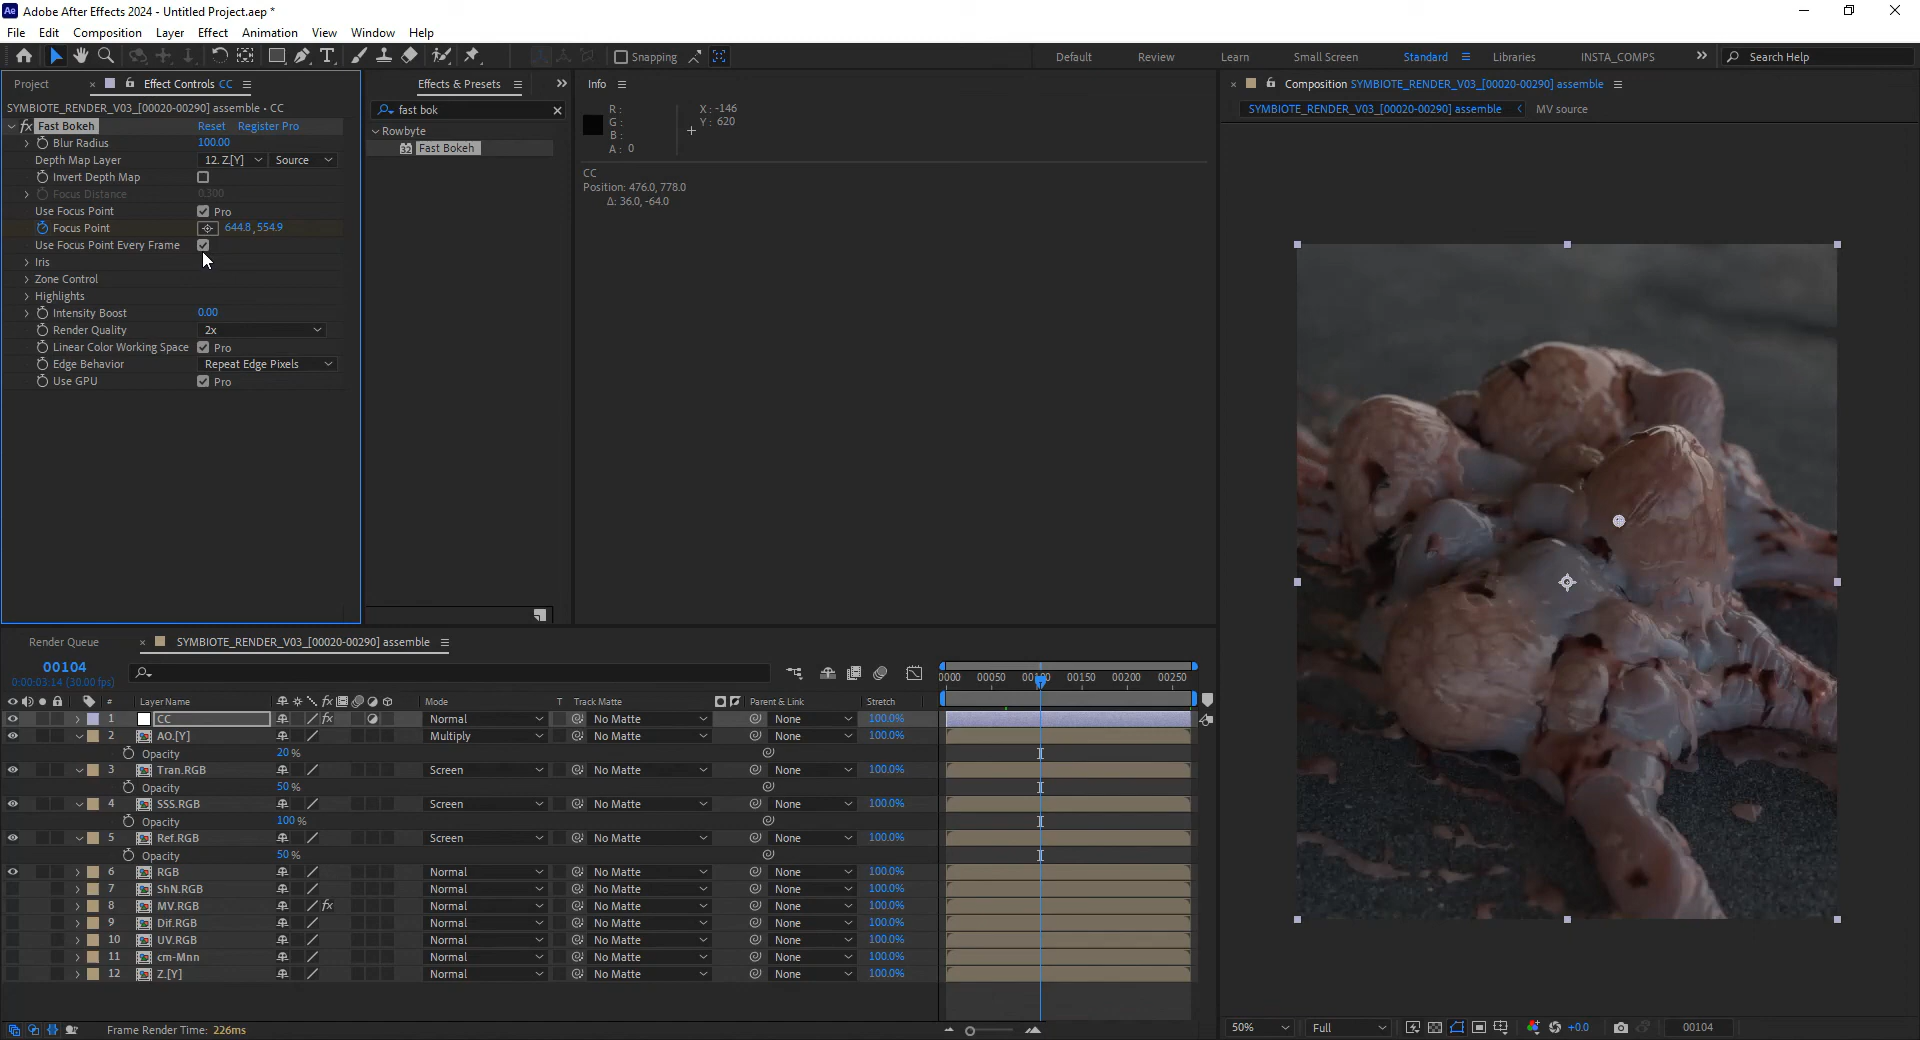 Adobe After Effects 2024 - Untitled Project.aep *
File Edit Composition Layer Effect Animation View Window Help
Snapping Default Review Learn Small Screen Standard Libraries INSTA_COMPS Search Help
Project Effect Controls CC
SYMBIOTE_RENDER_V03_[00020-00290] assemble • CC
fx Fast Bokeh Reset Register Pro
Blur Radius 100.00
Depth Map Layer 12. Z.[Y] Source
Invert Depth Map
Focus Distance 0.300
Use Focus Point Pro
Focus Point 644.8, 554.9
Use Focus Point Every Frame
Iris
Zone Control
Highlights
Intensity Boost 0.00
Render Quality 2x
Linear Color Working Space Pro
Edge Behavior Repeat Edge Pixels
Use GPU Pro
Effects & Presets
fast bok
Rowbyte
32 Fast Bokeh
Info
R :
G :
B :
A : 0
X : -146
Y : 620
CC
Position: 476.0, 778.0
Δ: 36.0, -64.0
Composition SYMBIOTE_RENDER_V03_[00020-00290] assemble
SYMBIOTE_RENDER_V03_[00020-00290] assemble MV source
50% Full +0.0 00104
Render Queue SYMBIOTE_RENDER_V03_[00020-00290] assemble
00104
0:00:03:14 (30.00 fps)
0000 00050 00100 00150 00200 00250
# Layer Name fx Mode T Track Matte Parent & Link Stretch
1 CC fx Normal No Matte None 100.0%
2 AO.[Y] Multiply No Matte None 100.0%
Opacity 20 %
3 Tran.RGB Screen No Matte None 100.0%
Opacity 50 %
4 SSS.RGB Screen No Matte None 100.0%
Opacity 100 %
5 Ref.RGB Screen No Matte None 100.0%
Opacity 50 %
6 RGB Normal No Matte None 100.0%
7 ShN.RGB Normal No Matte None 100.0%
8 MV.RGB fx Normal No Matte None 100.0%
9 Dif.RGB Normal No Matte None 100.0%
10 UV.RGB Normal No Matte None 100.0%
11 cm-Mnn Normal No Matte None 100.0%
12 Z.[Y] Normal No Matte None 100.0%
Frame Render Time: 226ms